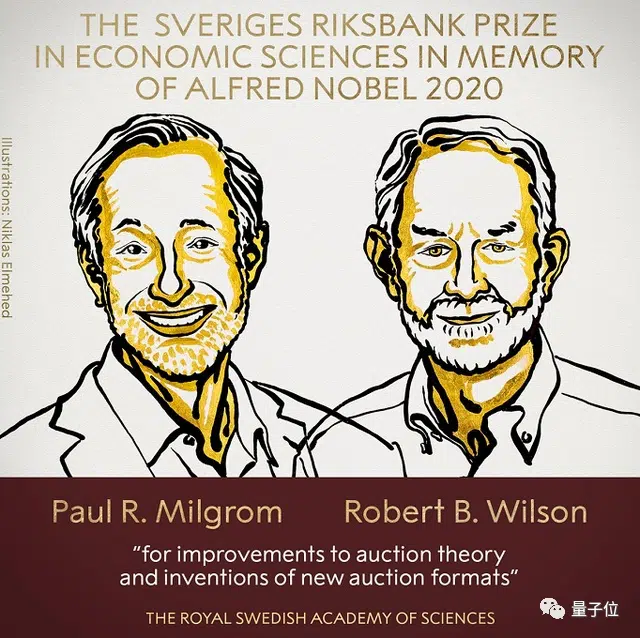 THE SVERIGES RIKSBANK PRIZE
IN ECONOMIC SCIENCES IN MEMORY
OF ALFRED NOBEL 2020
Illustrations: Niklas Elmehed
Paul R. Milgrom
Robert B. Wilson
“for improvements to auction theory
and inventions of new auction formats”
THE ROYAL SWEDISH ACADEMY OF SCIENCES
量子位